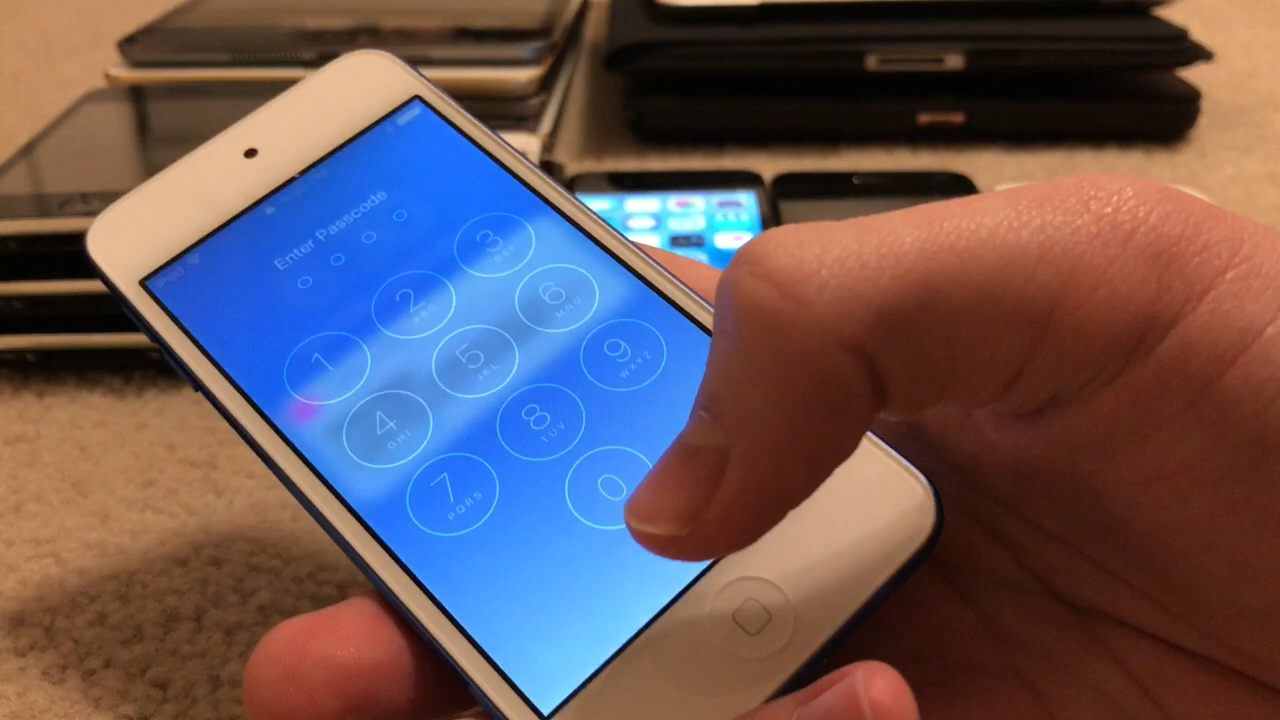 iPod
Enter Passcode
1
2
ABC
3
DEF
4
GHI
5
JKL
6
MNO
7
PQRS
8
TUV
9
WXYZ
0